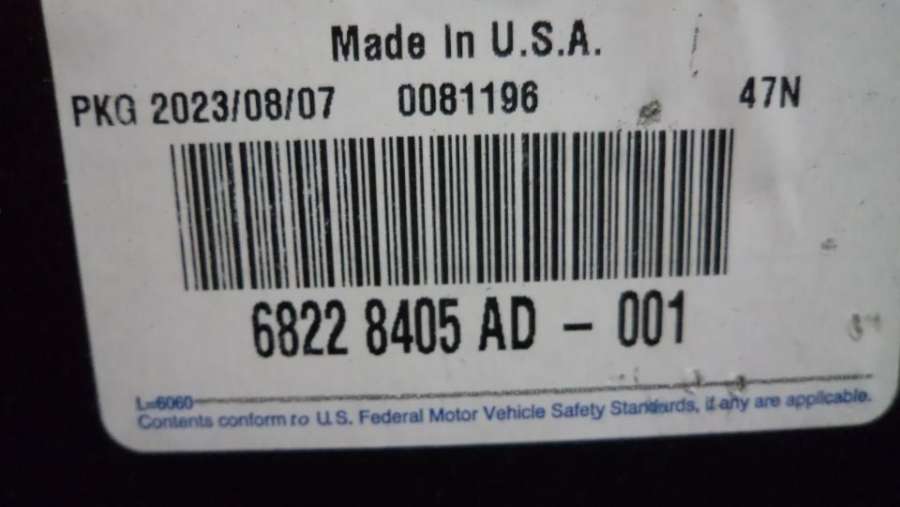 Made In U.S.A.
PKG 2023/08/07 0081196 47N
6822 8405 AD - 001
L=6060
Contents conform to U.S. Federal Motor Vehicle Safety Standards, if any are applicable.